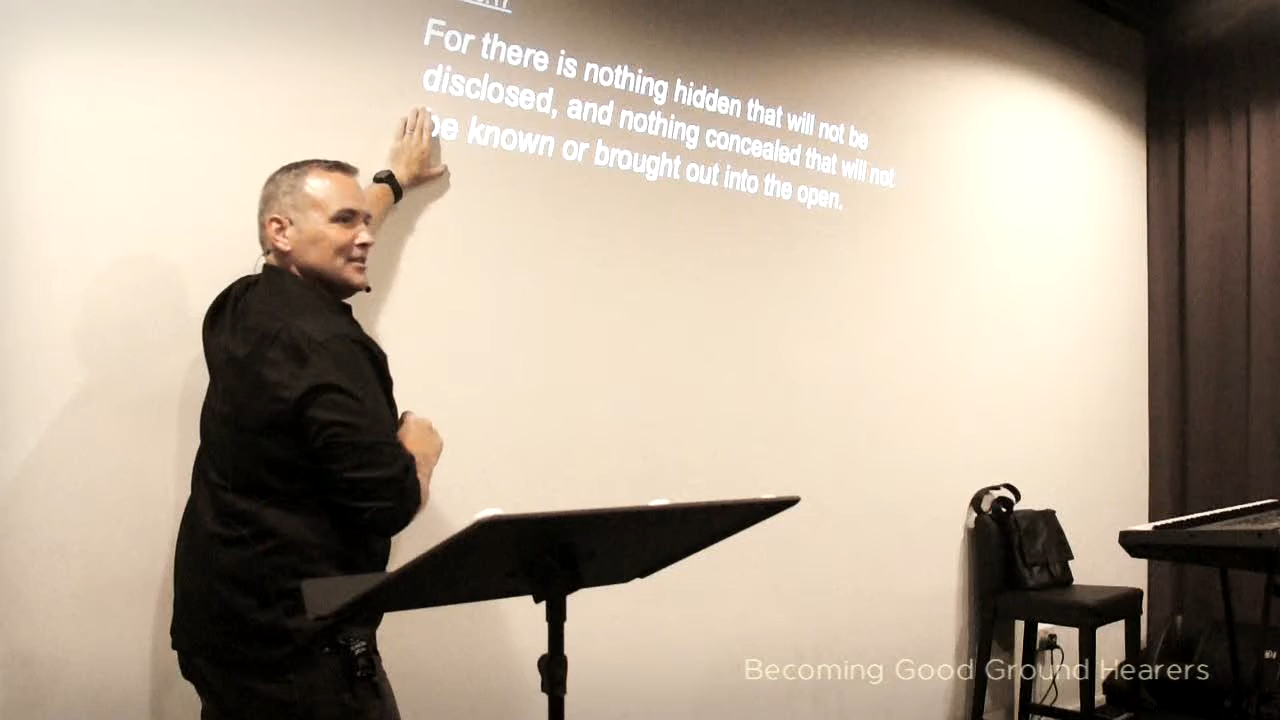 For there is nothing hidden that will not be
disclosed, and nothing concealed that will not
be known or brought out into the open.
Becoming Good Ground Hearers